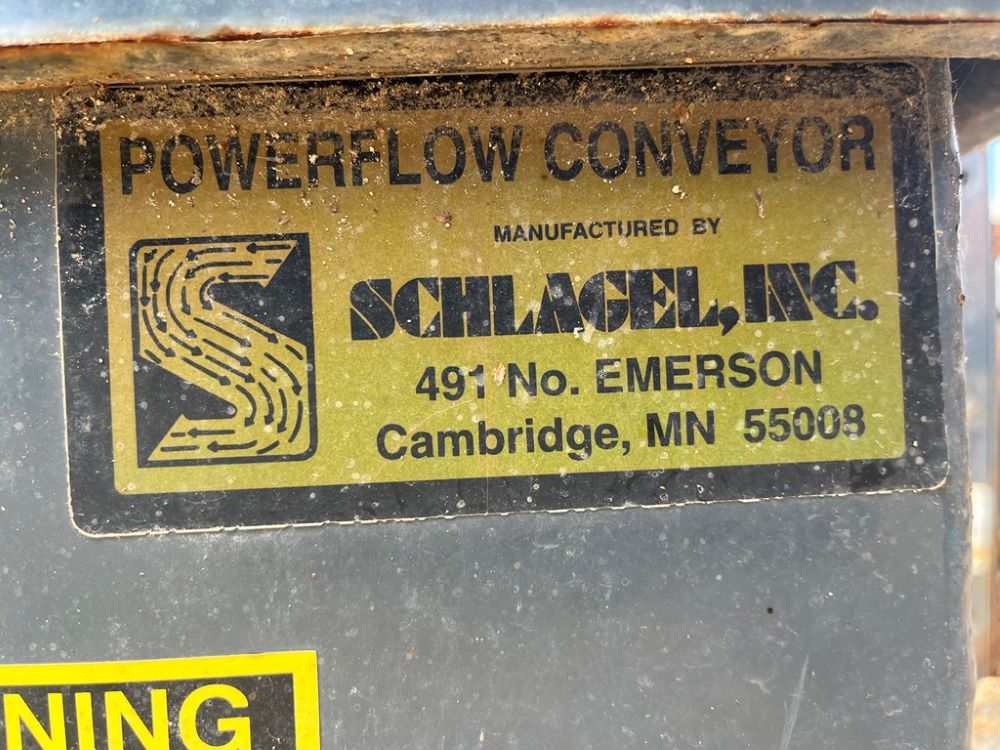 POWERFLOW CONVEYOR
MANUFACTURED BY
SCHLAGEL, INC.
491 No. EMERSON
Cambridge, MN 55008
NING